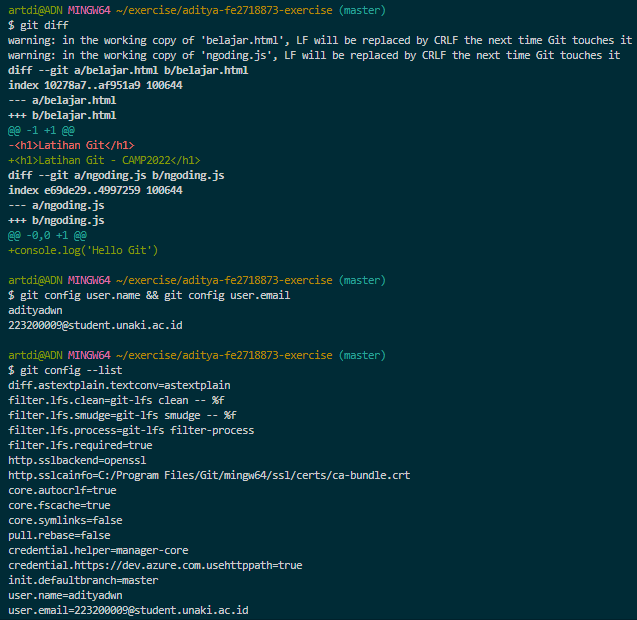 artdi@ADN MINGW64 ~/exercise/aditya-fe2718873-exercise (master)
$ git diff
warning: in the working copy of 'belajar.html', LF will be replaced by CRLF the next time Git touches it
warning: in the working copy of 'ngoding.js', LF will be replaced by CRLF the next time Git touches it
diff --git a/belajar.html b/belajar.html
index 10278a7..af951a9 100644
--- a/belajar.html
+++ b/belajar.html
@@ -1 +1 @@
-<h1>Latihan Git</h1>
+<h1>Latihan Git - CAMP2022</h1>
diff --git a/ngoding.js b/ngoding.js
index e69de29..4997259 100644
--- a/ngoding.js
+++ b/ngoding.js
@@ -0,0 +1 @@
+console.log('Hello Git')

artdi@ADN MINGW64 ~/exercise/aditya-fe2718873-exercise (master)
$ git config user.name && git config user.email
adityadwn
223200009@student.unaki.ac.id

artdi@ADN MINGW64 ~/exercise/aditya-fe2718873-exercise (master)
$ git config --list
diff.astextplain.textconv=astextplain
filter.lfs.clean=git-lfs clean -- %f
filter.lfs.smudge=git-lfs smudge -- %f
filter.lfs.process=git-lfs filter-process
filter.lfs.required=true
http.sslbackend=openssl
http.sslcainfo=C:/Program Files/Git/mingw64/ssl/certs/ca-bundle.crt
core.autocrlf=true
core.fscache=true
core.symlinks=false
pull.rebase=false
credential.helper=manager-core
credential.https://dev.azure.com.usehttppath=true
init.defaultbranch=master
user.name=adityadwn
user.email=223200009@student.unaki.ac.id